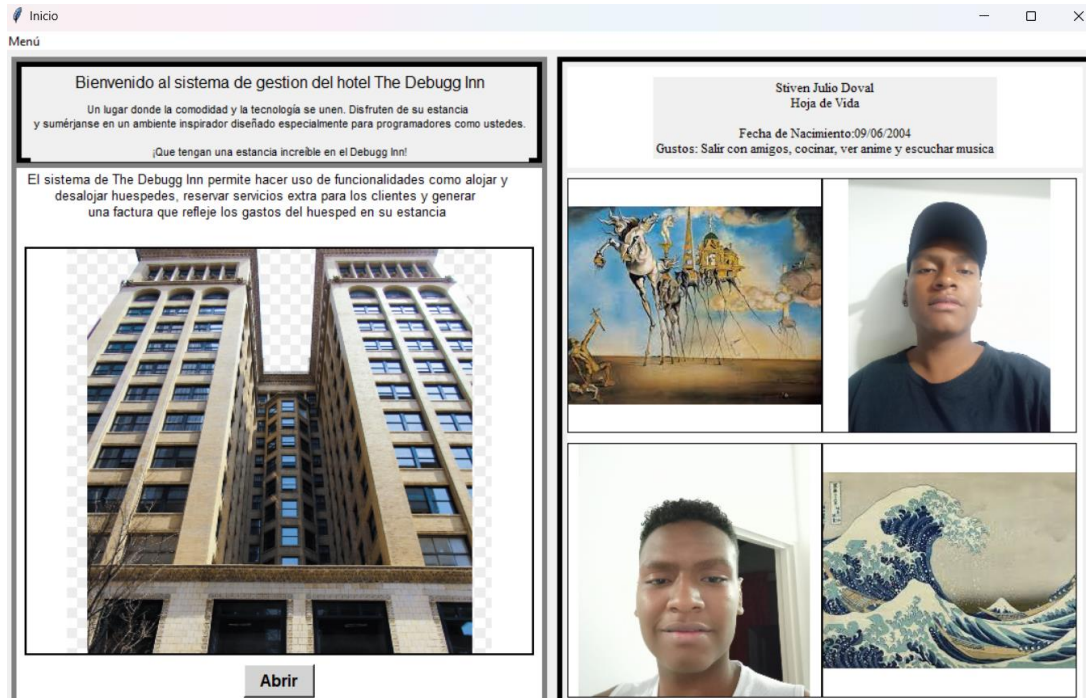 Inicio
Menú
Bienvenido al sistema de gestion del hotel The Debugg Inn
Un lugar donde la comodidad y la tecnología se unen. Disfruten de su estancia
y sumérjanse en un ambiente inspirador diseñado especialmente para programadores como ustedes.
¡Que tengan una estancia increíble en el Debugg Inn!
El sistema de The Debugg Inn permite hacer uso de funcionalidades como alojar y
desalojar huespedes, reservar servicios extra para los clientes y generar
una factura que refleje los gastos del huesped en su estancia
Abrir
Stiven Julio Doval
Hoja de Vida
Fecha de Nacimiento:09/06/2004
Gustos: Salir con amigos, cocinar, ver anime y escuchar musica